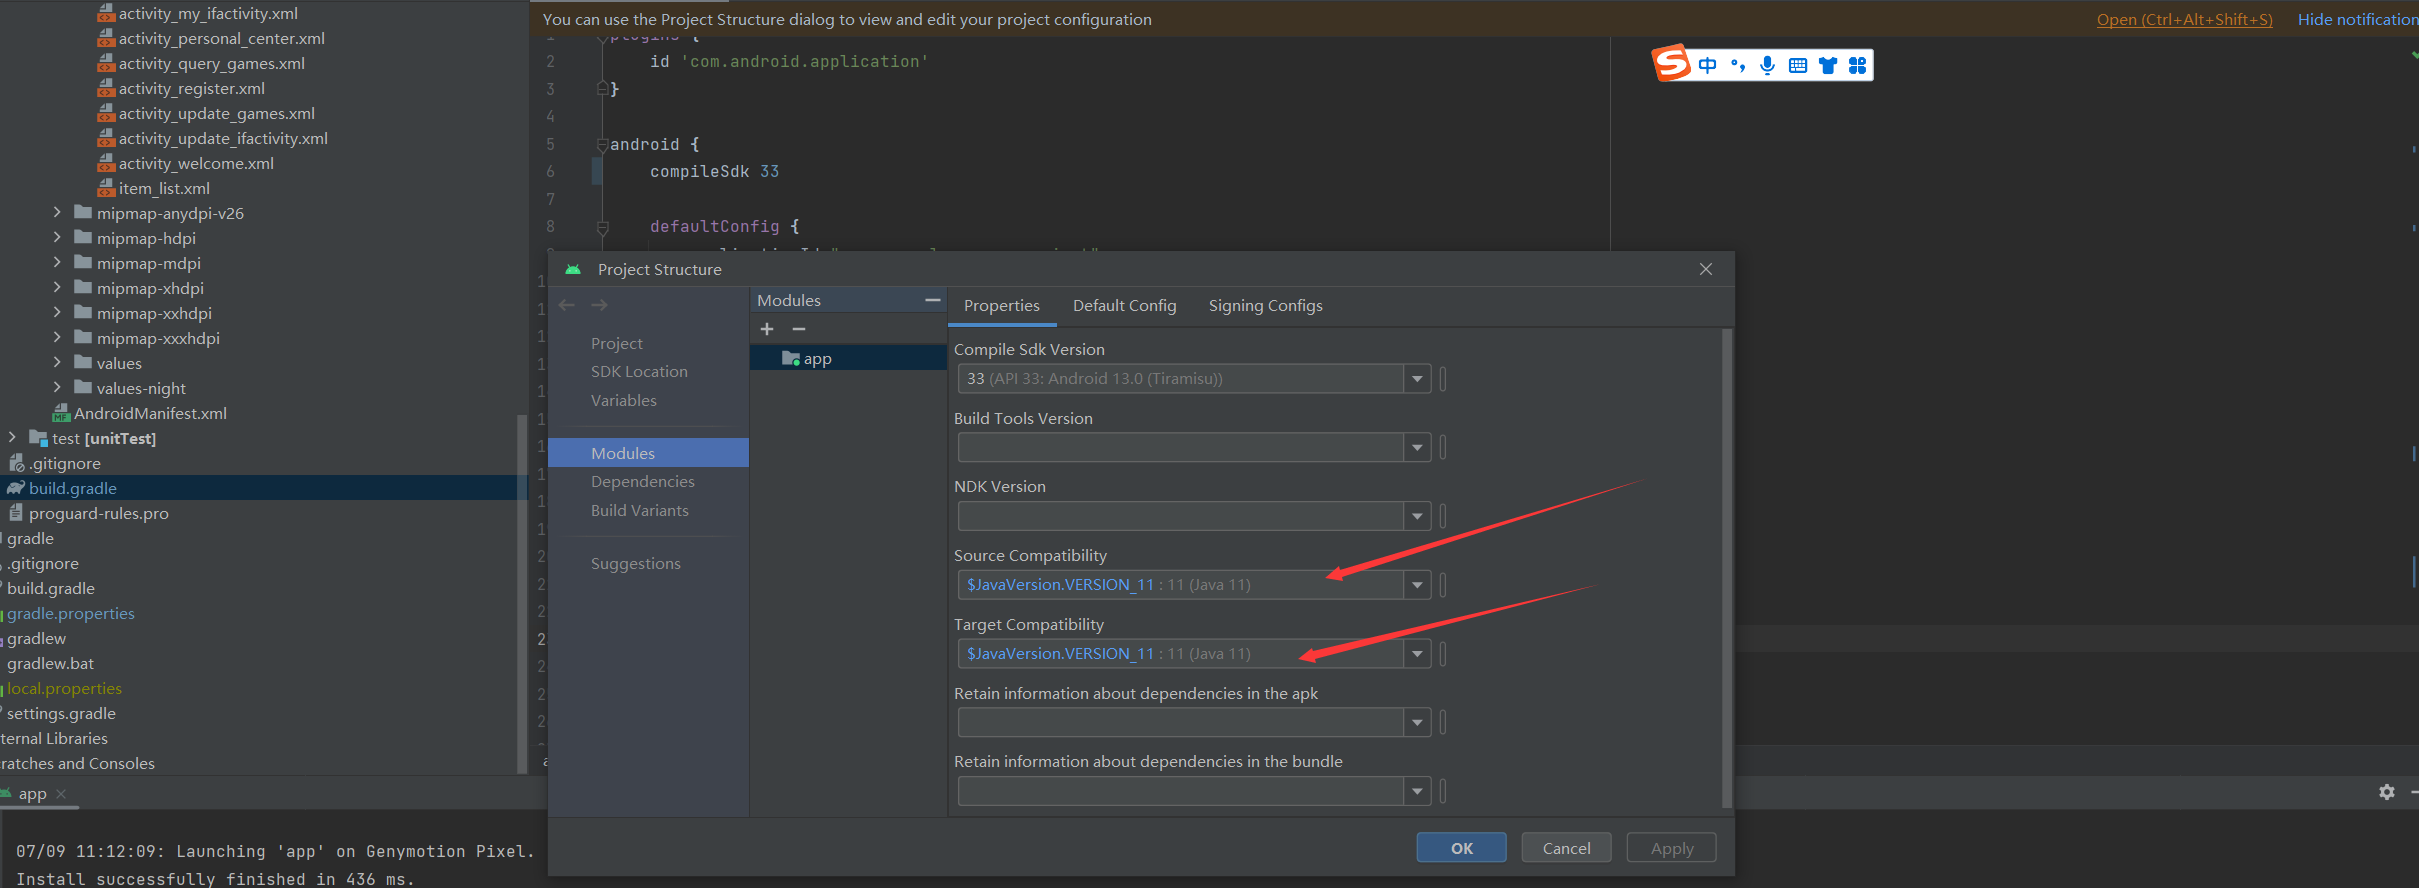 activity_my_ifactivity.xml
activity_personal_center.xml
activity_query_games.xml
activity_register.xml
activity_update_games.xml
activity_update_ifactivity.xml
activity_welcome.xml
item_list.xml
mipmap-anydpi-v26
mipmap-hdpi
mipmap-mdpi
mipmap-xhdpi
mipmap-xxhdpi
mipmap-xxxhdpi
values
values-night
AndroidManifest.xml
test [unitTest]
.gitignore
build.gradle
proguard-rules.pro
gradle
.gitignore
build.gradle
gradle.properties
gradlew
gradlew.bat
local.properties
settings.gradle
ternal Libraries
ratches and Consoles
You can use the Project Structure dialog to view and edit your project configuration
Open (Ctrl+Alt+Shift+S)
Hide notification
中
2 id 'com.android.application'
3 }
4
5 android {
6 compileSdk 33
7
8 defaultConfig {
Project Structure
Project
SDK Location
Variables
Modules
Dependencies
Build Variants
Suggestions
Modules
app
Properties
Default Config
Signing Configs
Compile Sdk Version
33 (API 33: Android 13.0 (Tiramisu))
Build Tools Version
NDK Version
Source Compatibility
$JavaVersion.VERSION_11 : 11 (Java 11)
Target Compatibility
$JavaVersion.VERSION_11 : 11 (Java 11)
Retain information about dependencies in the apk
Retain information about dependencies in the bundle
OK
Cancel
Apply
app
07/09 11:12:09: Launching 'app' on Genymotion Pixel.
Install successfully finished in 436 ms.